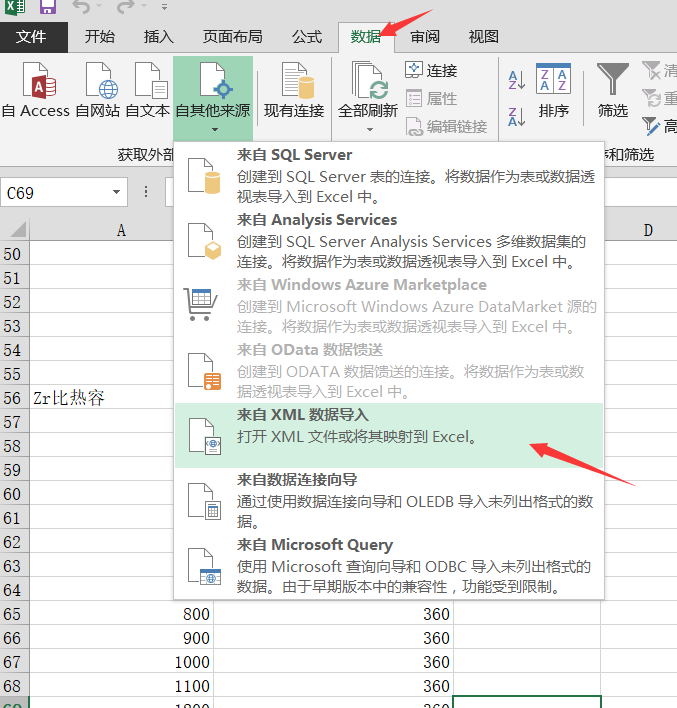 文件 开始 插入 页面布局 公式 数据 审阅 视图
自 Access 自网站 自文本 自其他来源 现有连接 全部刷新 连接 属性 编辑链接 排序 筛选
获取外部
和筛选
C69
A D
来自 SQL Server
创建到 SQL Server 表的连接。将数据作为表或数据透
视表导入到 Excel 中。
来自 Analysis Services
创建到 SQL Server Analysis Services 多维数据集的
连接。将数据作为表或数据透视表导入到 Excel 中。
来自 Windows Azure Marketplace
创建到 Microsoft Windows Azure DataMarket 源的
连接。将数据作为表或数据透视表导入到 Excel 中。
来自 OData 数据馈送
创建到 ODATA 数据馈送的连接。将数据作为表或数
据透视表导入到 Excel 中。
来自 XML 数据导入
打开 XML 文件或将其映射到 Excel。
来自数据连接向导
通过使用数据连接向导和 OLEDB 导入未列出格式的数
据。
来自 Microsoft Query
使用 Microsoft 查询向导和 ODBC 导入未列出格式的
数据。由于早期版本中的兼容性，功能受到限制。
50
51
52
53
54
55
56 Zr比热容
57
58
59
60
61
62
63
64
65 800 360
66 900 360
67 1000 360
68 1100 360